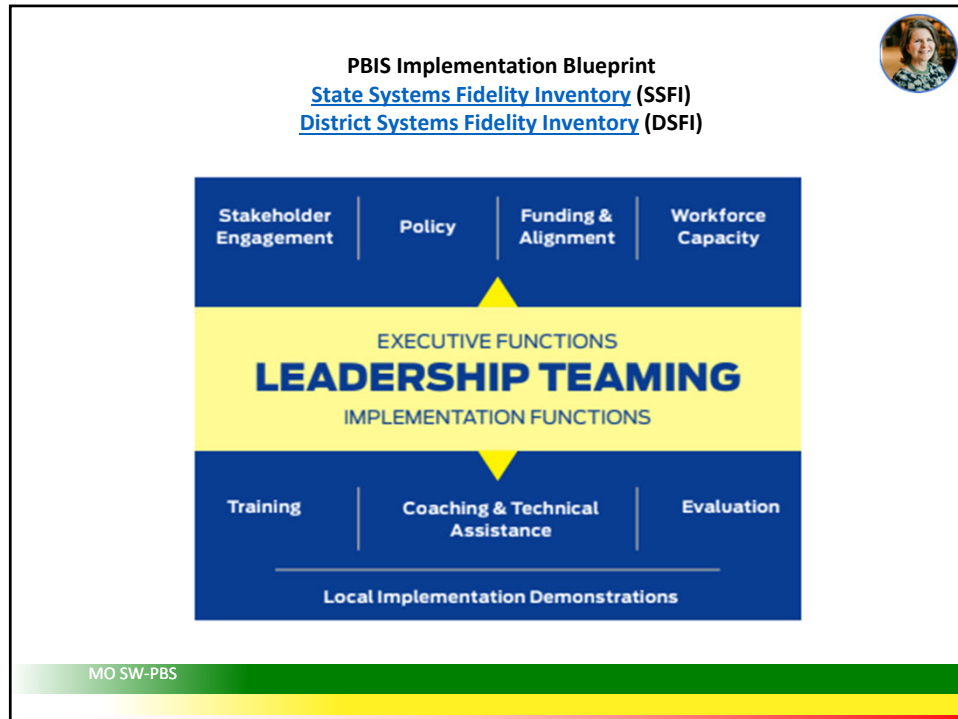 PBIS Implementation Blueprint
State Systems Fidelity Inventory (SSFI)
District Systems Fidelity Inventory (DSFI)
Stakeholder
Engagement
Policy
Funding &
Alignment
Workforce
Capacity
EXECUTIVE FUNCTIONS
LEADERSHIP TEAMING
IMPLEMENTATION FUNCTIONS
Training
Coaching & Technical
Assistance
Evaluation
Local Implementation Demonstrations
MO SW-PBS